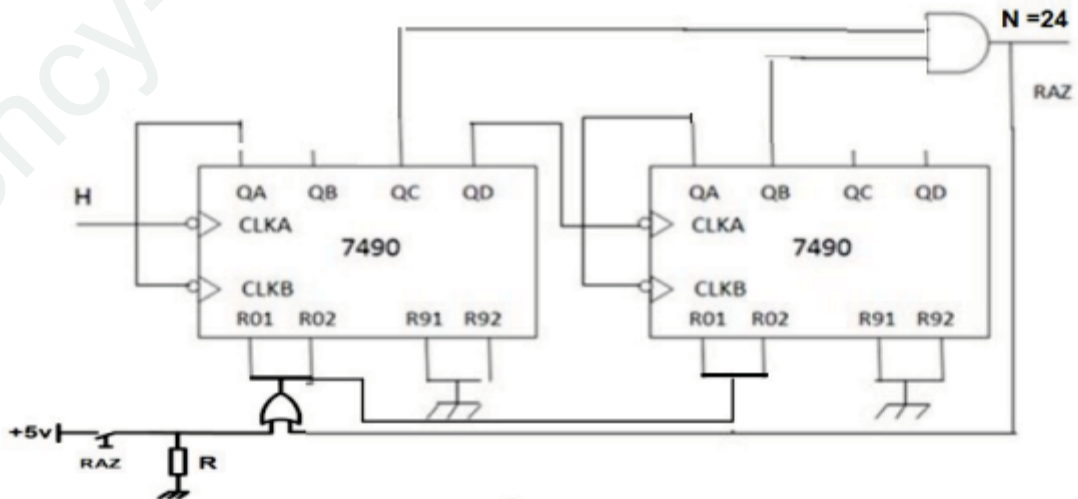 N =24
RAZ
QA QB QC QD
QA QB QC QD
H
CLKA
CLKA
7490
7490
CLKB
CLKB
R01 R02 R91 R92
R01 R02 R91 R92
+5v
RAZ
R
ency-